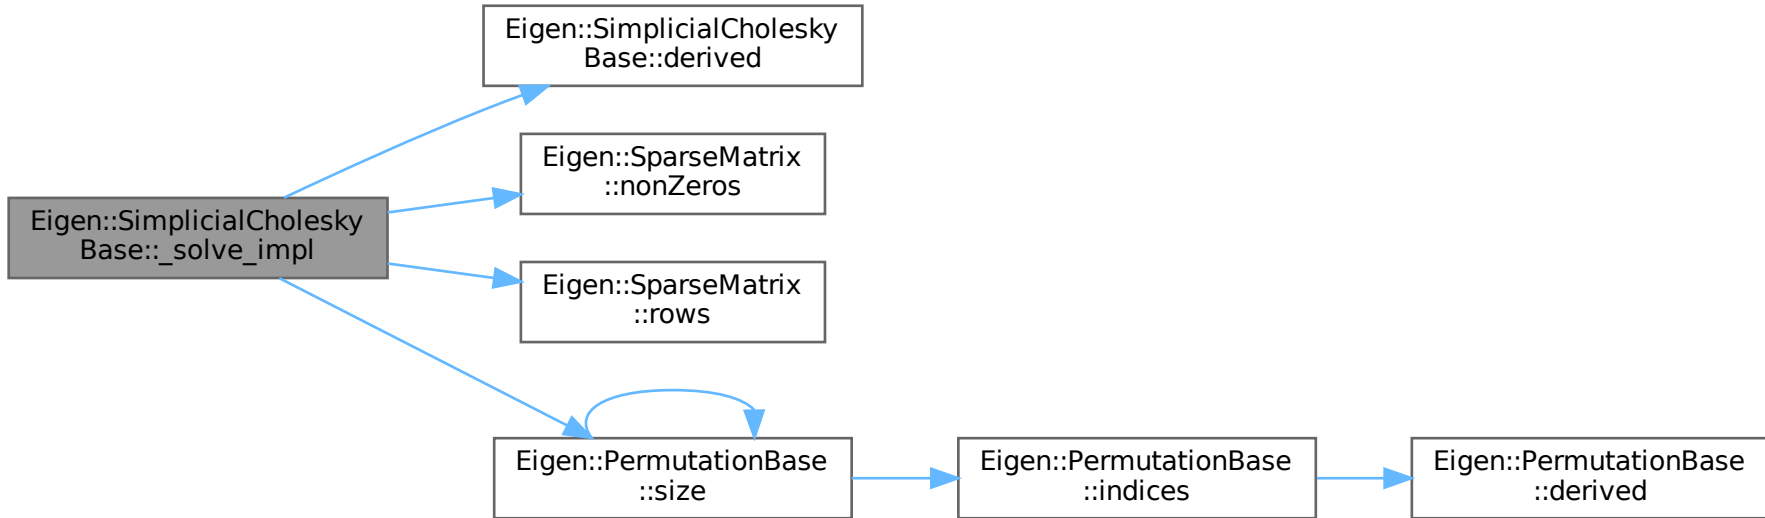 Eigen::SimplicialCholesky
Base::derived
Eigen::SparseMatrix
::nonZeros
Eigen::SimplicialCholesky
Base::_solve_impl
Eigen::SparseMatrix
::rows
Eigen::PermutationBase
::size
Eigen::PermutationBase
::indices
Eigen::PermutationBase
::derived